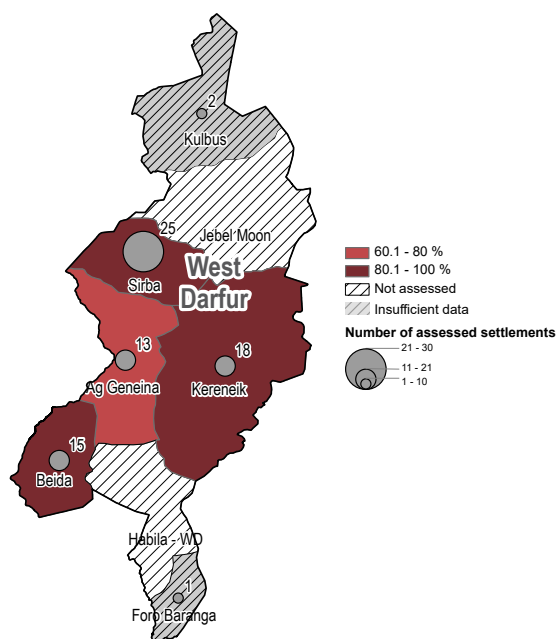 2
Kulbus
25
Jebel Moon
West
Darfur
Sirba
13
Ag Geneina
18
Kereneik
15
Beida
Habila - WD
1
Foro Baranga
60.1 - 80 %
80.1 - 100 %
Not assessed
Insufficient data
Number of assessed settlements
21 - 30
11 - 21
1 - 10